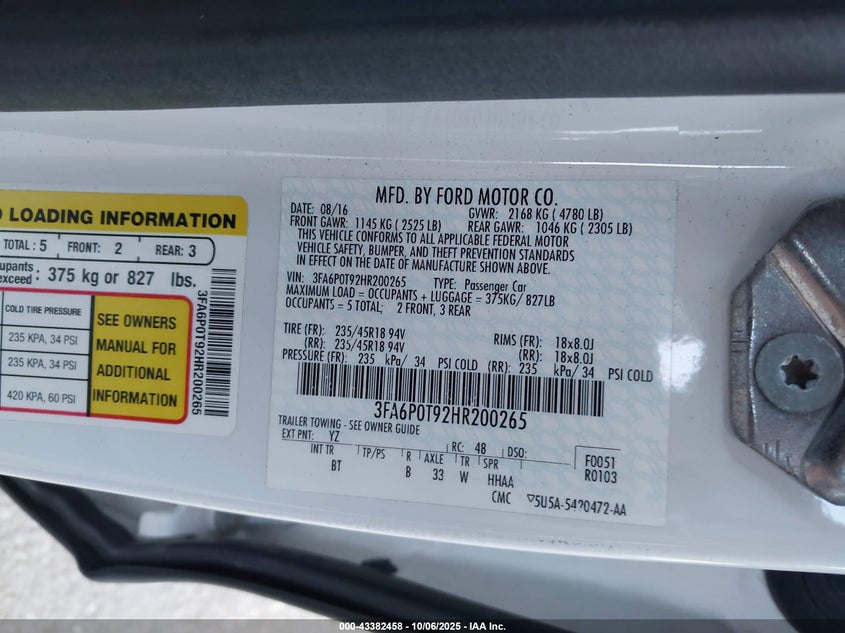 LOADING INFORMATION
TOTAL : 5 FRONT: 2 REAR: 3
375 kg or 827 lbs.
COLD TIRE PRESSURE
235 KPA, 34 PSI
235 KPA, 34 PSI
420 KPA, 60 PSI
SEE OWNERS
MANUAL FOR
ADDITIONAL
INFORMATION
3FA6P0T92HR200265
MFD. BY FORD MOTOR CO.
DATE: 08/16 GVWR: 2168 KG ( 4780 LB)
FRONT GAWR: 1145 KG ( 2525 LB) REAR GAWR: 1046 KG ( 2305 LB)
THIS VEHICLE CONFORMS TO ALL APPLICABLE FEDERAL MOTOR
VEHICLE SAFETY, BUMPER, AND THEFT PREVENTION STANDARDS
IN EFFECT ON THE DATE OF MANUFACTURE SHOWN ABOVE.
VIN: 3FA6P0T92HR200265 TYPE: Passenger Car
MAXIMUM LOAD = OCCUPANTS + LUGGAGE = 375KG/ 827LB
OCCUPANTS = 5 TOTAL; 2 FRONT, 3 REAR
TIRE (FR): 235/45R18 94V RIMS (FR): 18x8.0J
(RR): 235/45R18 94V (RR): 18x8.0J
PRESSURE (FR): 235 kPa/ 34 PSI COLD (RR): 235 kPa/ 34 PSI COLD
3FA6P0T92HR200265
TRAILER TOWING - SEE OWNER GUIDE
EXT PNT: YZ RC: 48 DSO: F0051
INT TR TP/PS R AXLE TR SPR R0103
BT B 33 W HHAA
CMC 5U5A-5420472-AA
000-43382458 - 10/06/2025 - IAA Inc.